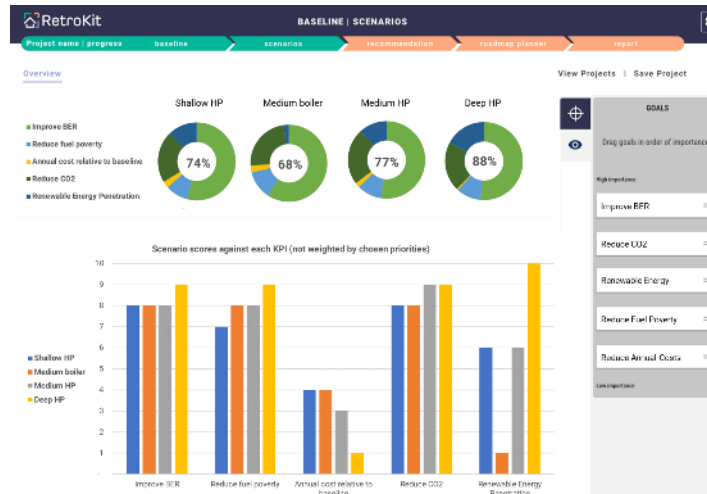 RetroKit
BASELINE | SCENARIOS
Project name | progress
baseline
scenarios
recommendation
roadmap planner
report
Overview
View Projects | Save Project
Shallow HP
Medium boiler
Medium HP
Deep HP
Improve BER
Reduce fuel poverty
Annual cost relative to baseline
Reduce CO2
Renewable Energy Penetration
74%
68%
77%
88%
GOALS
Drag goals in order of importance
High importance
Improve BER
Reduce CO2
Renewable Energy
Reduce Fuel Poverty
Reduce Annual Costs
Low importance
Scenario scores against each KPI (not weighted by chosen priorities)
10
9
8
7
6
5
4
3
2
1
-
Shallow HP
Medium boiler
Medium HP
Deep HP
Improve BER
Reduce fuel poverty
Annual cost relative to
baseline
Reduce CO2
Renewable Energy
Penetration